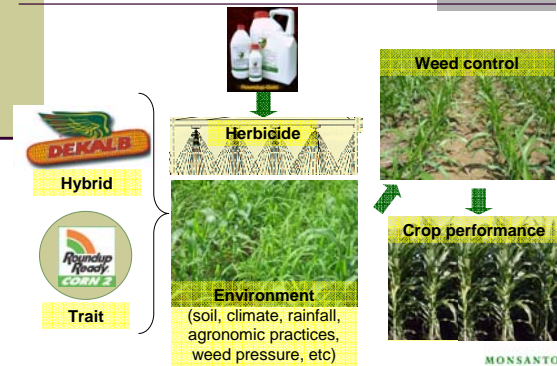 DEKALB
Hybrid
Roundup
Ready
CORN 2
Trait
Herbicide
Environment
(soil, climate, rainfall,
agronomic practices,
weed pressure, etc)
Weed control
Crop performance
MONSANTO